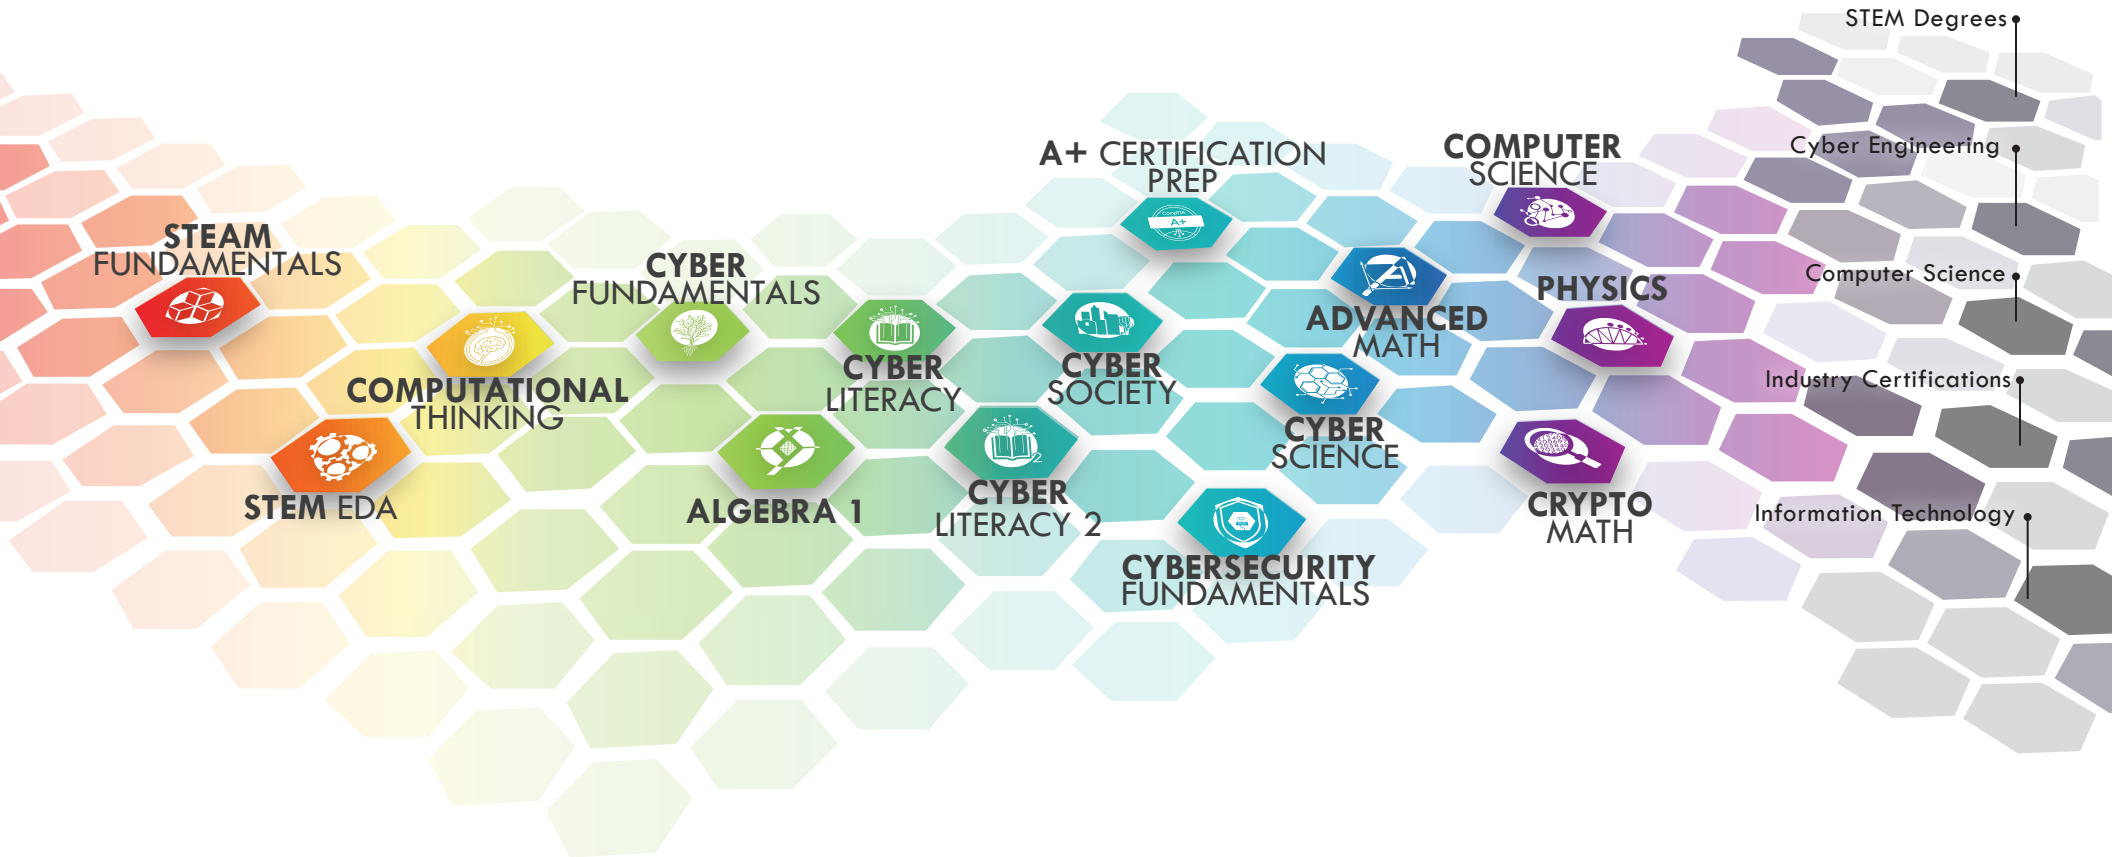 STEAM
FUNDAMENTALS
STEM EDA
COMPUTATIONAL
THINKING
CYBER
FUNDAMENTALS
ALGEBRA 1
CYBER
LITERACY
2
CYBER
LITERACY 2
CYBER
SOCIETY
A+ CERTIFICATION
PREP
CompTIA
A+
CYBERSECURITY
FUNDAMENTALS
CYBER
SCIENCE
ADVANCED
MATH
COMPUTER
SCIENCE
PHYSICS
CRYPTO
MATH
STEM Degrees
Cyber Engineering
Computer Science
Industry Certifications
Information Technology